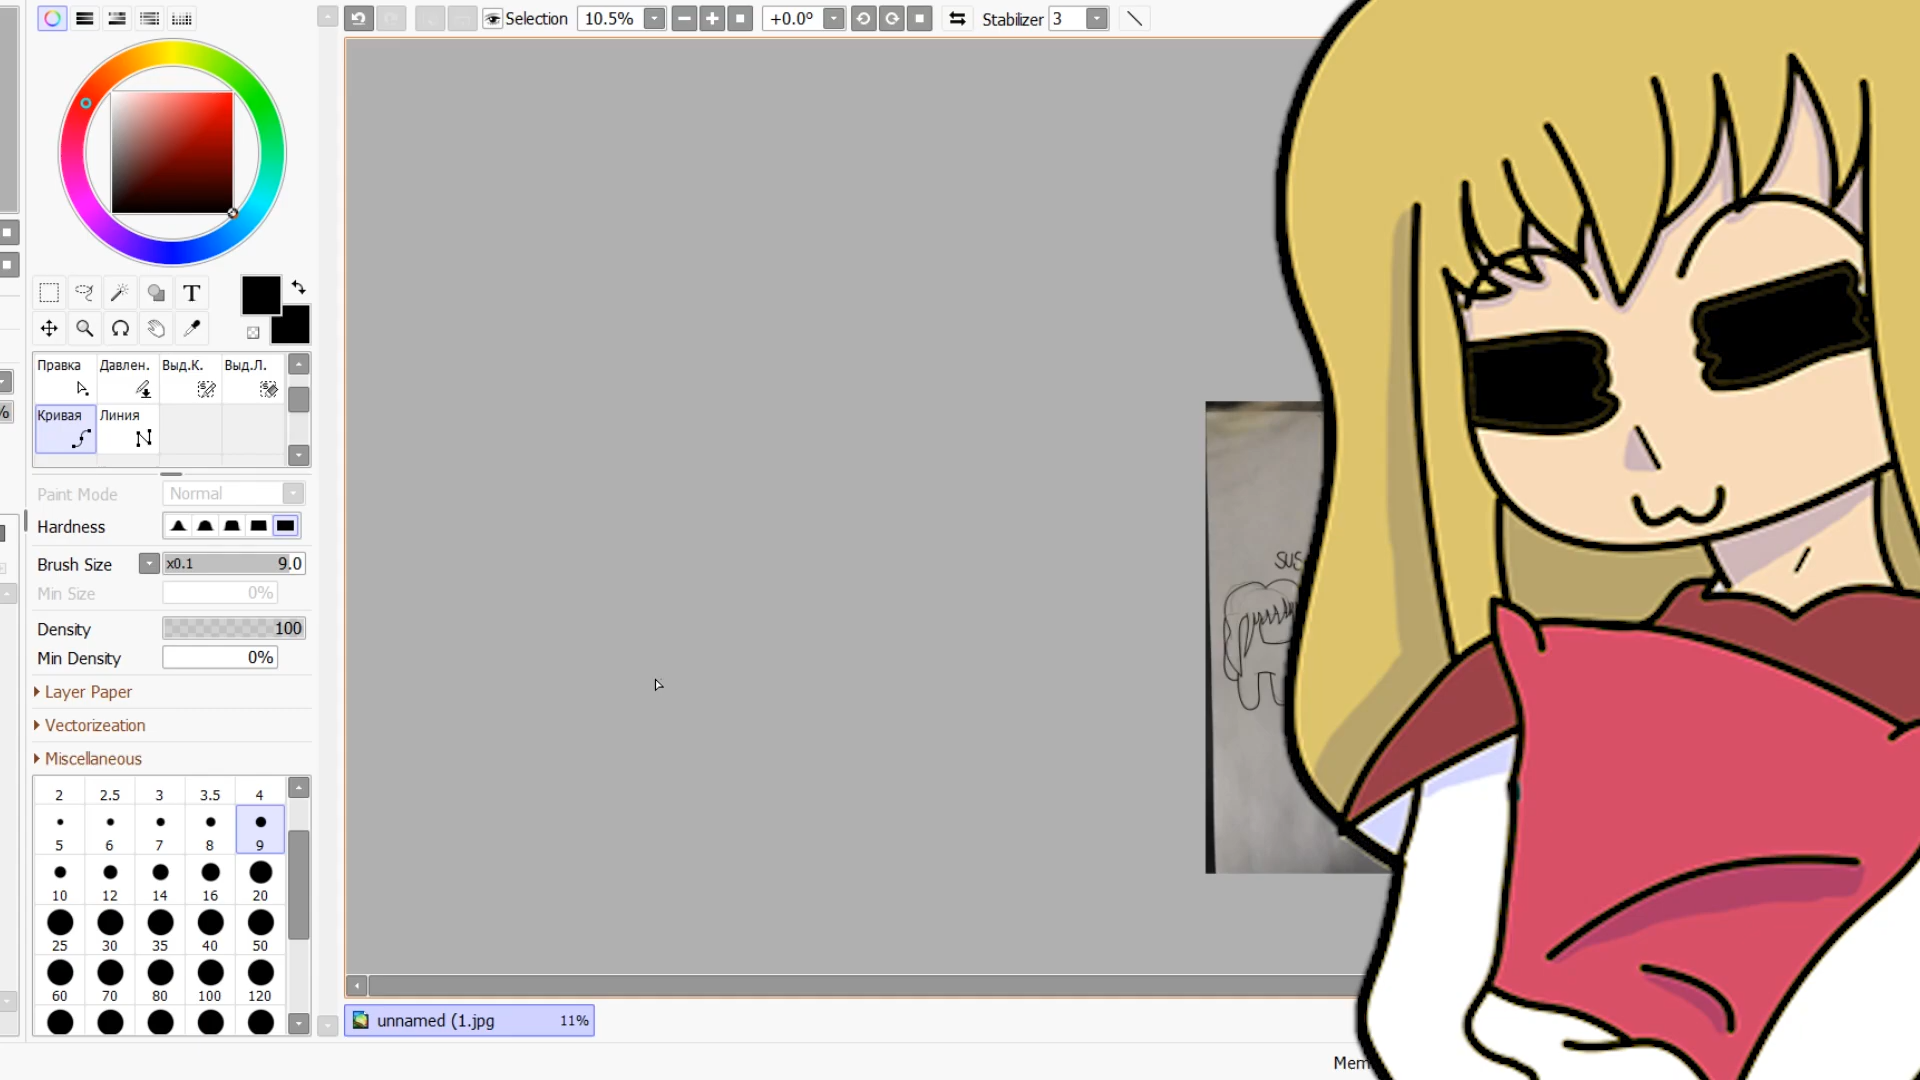 Selection 10.5% +0.0° Stabilizer 3
T
Правка Давлен. Выд.К. Выд.Л.
Кривая Линия
%
Paint Mode Normal
Hardness
Brush Size x0.1 9.0
Min Size 0%
Density 100
Min Density 0%
Layer Paper
Vectorizeation
Miscellaneous
2 2.5 3 3.5 4
5 6 7 8 9
10 12 14 16 20
25 30 35 40 50
60 70 80 100 120
SUS
unnamed (1.jpg 11%
Mem